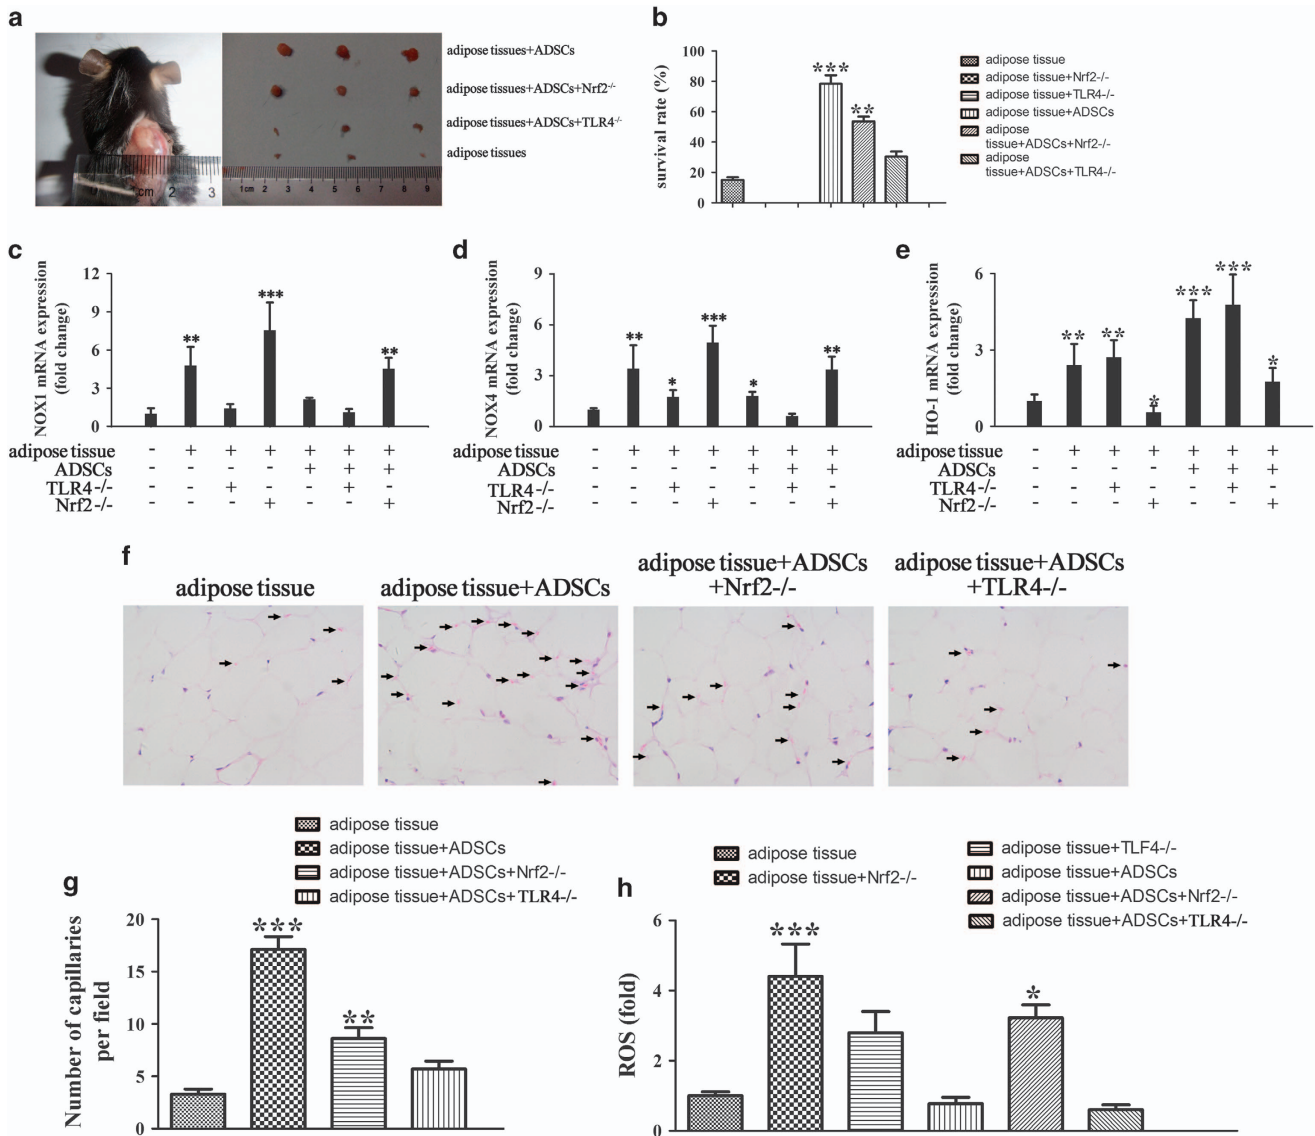 a
adipose tissues+ADSCs
adipose tissues+ADSCs+Nrf2-/-
adipose tissues+ADSCs+TLR4-/-
adipose tissues
cm 2 3
1cm 2 3 4 5 6 7 8 9
b
survival rate (%)
100
80
60
40
20
0
***
**
adipose tissue
adipose tissue+Nrf2-/-
adipose tissue+TLR4-/-
adipose tissue+ADSCs
adipose
tissue+ADSCs+Nrf2-/-
adipose
tissue+ADSCs+TLR4-/-
c
NOX1 mRNA expression
(fold change)
12
9
6
3
0
** *** **
adipose tissue - + + + + + +
ADSCs - - - - + + +
TLR4-/- - - + - - + -
Nrf2-/- - - - + - - +
d
NOX4 mRNA expression
(fold change)
9
6
3
0
** * *** * **
adipose tissue - + + + + + +
ADSCs - - - - + + +
TLR4-/- - - + - - + -
Nrf2-/- - - - + - - +
e
HO-1 mRNA expression
(fold change)
6
3
0
** ** * *** *** *
adipose tissue - + + + + + +
ADSCs - - - - + + +
TLR4-/- - - + - - + -
Nrf2-/- - - - + - - +
f
adipose tissue
adipose tissue+ADSCs
adipose tissue+ADSCs
+Nrf2-/-
adipose tissue+ADSCs
+TLR4-/-
g
adipose tissue
adipose tissue+ADSCs
adipose tissue+ADSCs+Nrf2-/-
adipose tissue+ADSCs+TLR4-/-
Number of capillaries
per field
20
15
10
5
0
***
**
h
adipose tissue
adipose tissue+Nrf2-/-
adipose tissue+TLF4-/-
adipose tissue+ADSCs
adipose tissue+ADSCs+Nrf2-/-
adipose tissue+ADSCs+TLR4-/-
ROS (fold)
6
4
2
0
***
*